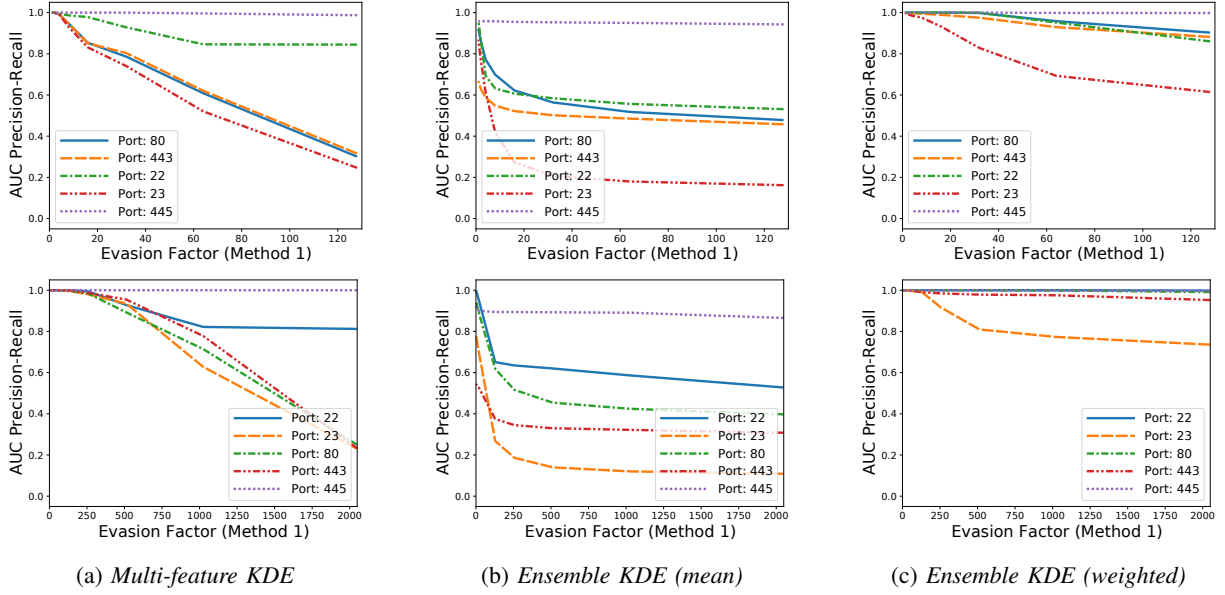 AUC Precision-Recall
1.0
0.8
0.6
0.4
0.2
0.0
Port: 80
Port: 443
Port: 22
Port: 23
Port: 445
0 20 40 60 80 100 120
Evasion Factor (Method 1)
AUC Precision-Recall
1.0
0.8
0.6
0.4
0.2
0.0
Port: 80
Port: 443
Port: 22
Port: 23
Port: 445
0 20 40 60 80 100 120
Evasion Factor (Method 1)
AUC Precision-Recall
1.0
0.8
0.6
0.4
0.2
0.0
Port: 80
Port: 443
Port: 22
Port: 23
Port: 445
0 20 40 60 80 100 120
Evasion Factor (Method 1)
AUC Precision-Recall
1.0
0.8
0.6
0.4
0.2
0.0
Port: 22
Port: 23
Port: 80
Port: 443
Port: 445
0 250 500 750 1000 1250 1500 1750 2000
Evasion Factor (Method 1)
AUC Precision-Recall
1.0
0.8
0.6
0.4
0.2
0.0
Port: 22
Port: 23
Port: 80
Port: 443
Port: 445
0 250 500 750 1000 1250 1500 1750 2000
Evasion Factor (Method 1)
AUC Precision-Recall
1.0
0.8
0.6
0.4
0.2
0.0
Port: 22
Port: 23
Port: 80
Port: 443
Port: 445
0 250 500 750 1000 1250 1500 1750 2000
Evasion Factor (Method 1)
(a) Multi-feature KDE
(b) Ensemble KDE (mean)
(c) Ensemble KDE (weighted)